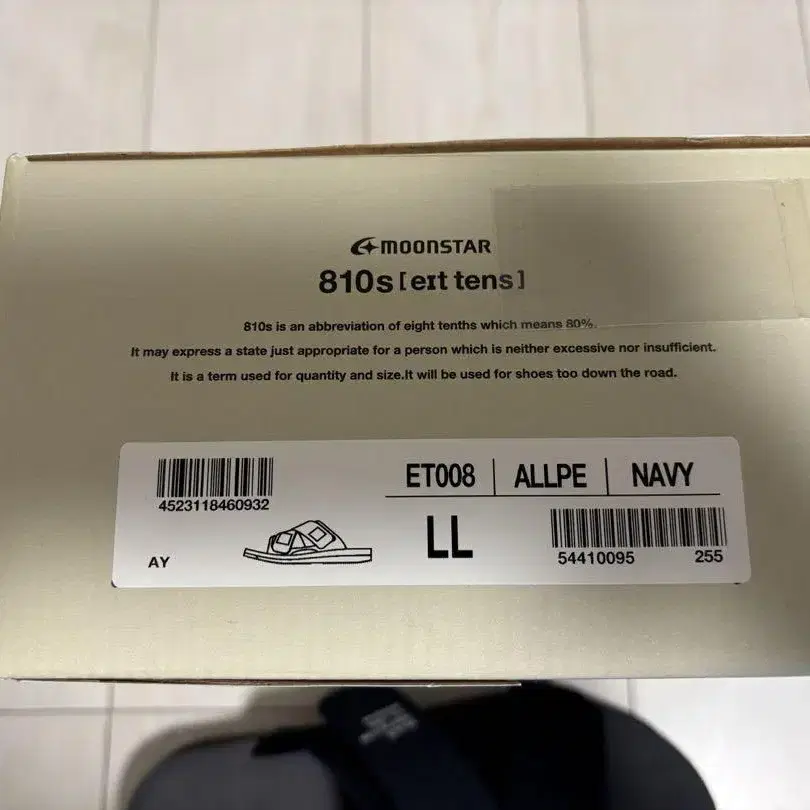 MOONSTAR
810s [eɪt tens]
810s is an abbreviation of eight tenths which means 80%.
It may express a state just appropriate for a person which is neither excessive nor insufficient.
It is a term used for quantity and size.It will be used for shoes too down the road.
ET008 | ALLPE | NAVY
4523118460932
LL
AY
54410095 255